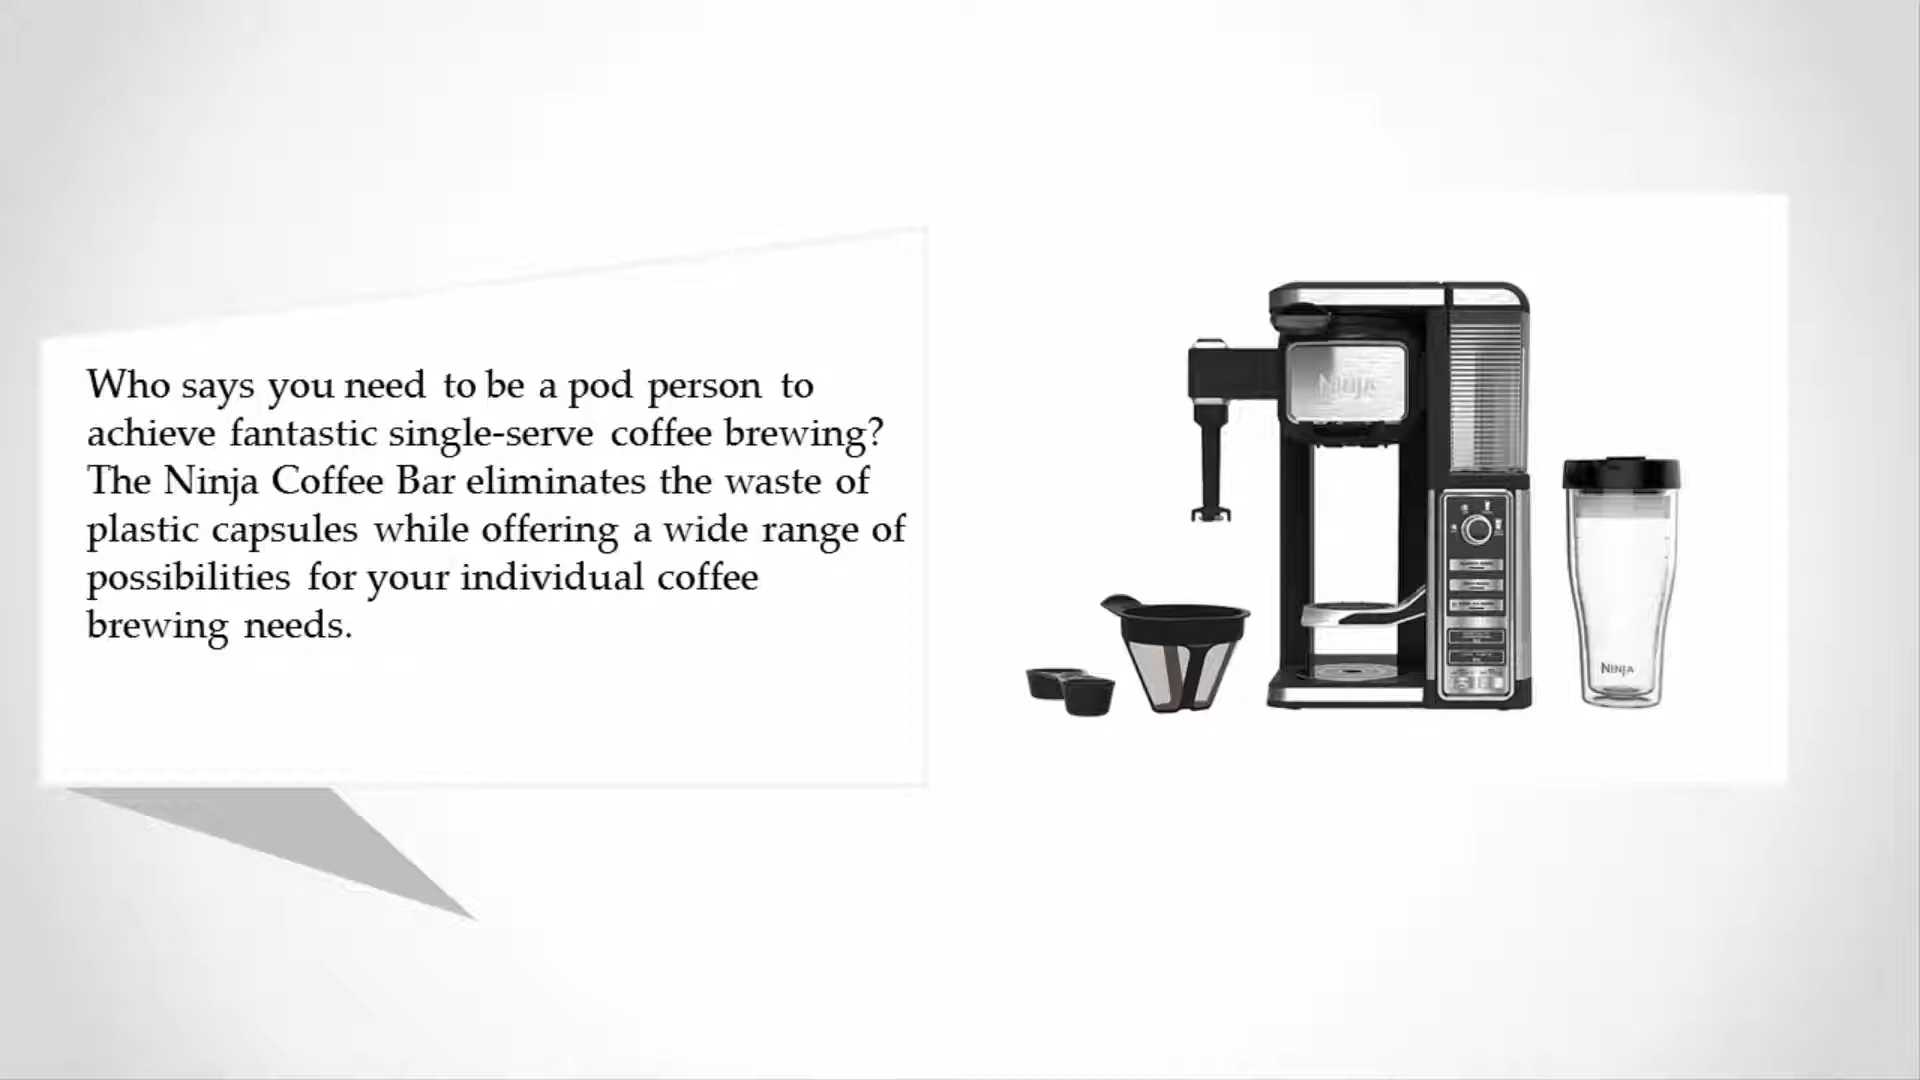 Who says you need to be a pod person to
achieve fantastic single-serve coffee brewing?
The Ninja Coffee Bar eliminates the waste of
plastic capsules while offering a wide range of
possibilities for your individual coffee
brewing needs.
NINJA
NINJA